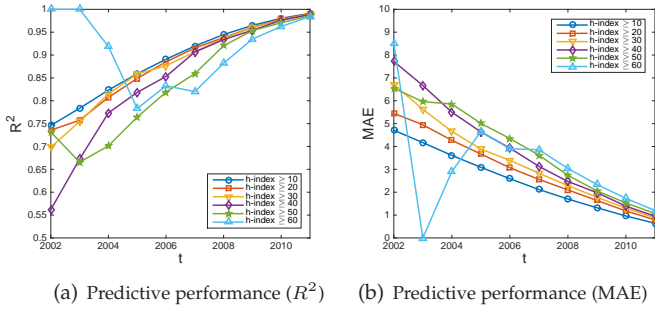 1
0.95
0.9
0.85
0.8
0.75
0.7
0.65
0.6
0.55
0.5
R²
2002 2004 2006 2008 2010
t
h-index ≥ 10
h-index ≥ 20
h-index ≥ 30
h-index ≥ 40
h-index ≥ 50
h-index ≥ 60
(a) Predictive performance (R²)
10
9
8
7
6
5
4
3
2
1
0
MAE
2002 2004 2006 2008 2010
t
h-index ≥ 10
h-index ≥ 20
h-index ≥ 30
h-index ≥ 40
h-index ≥ 50
h-index ≥ 60
(b) Predictive performance (MAE)